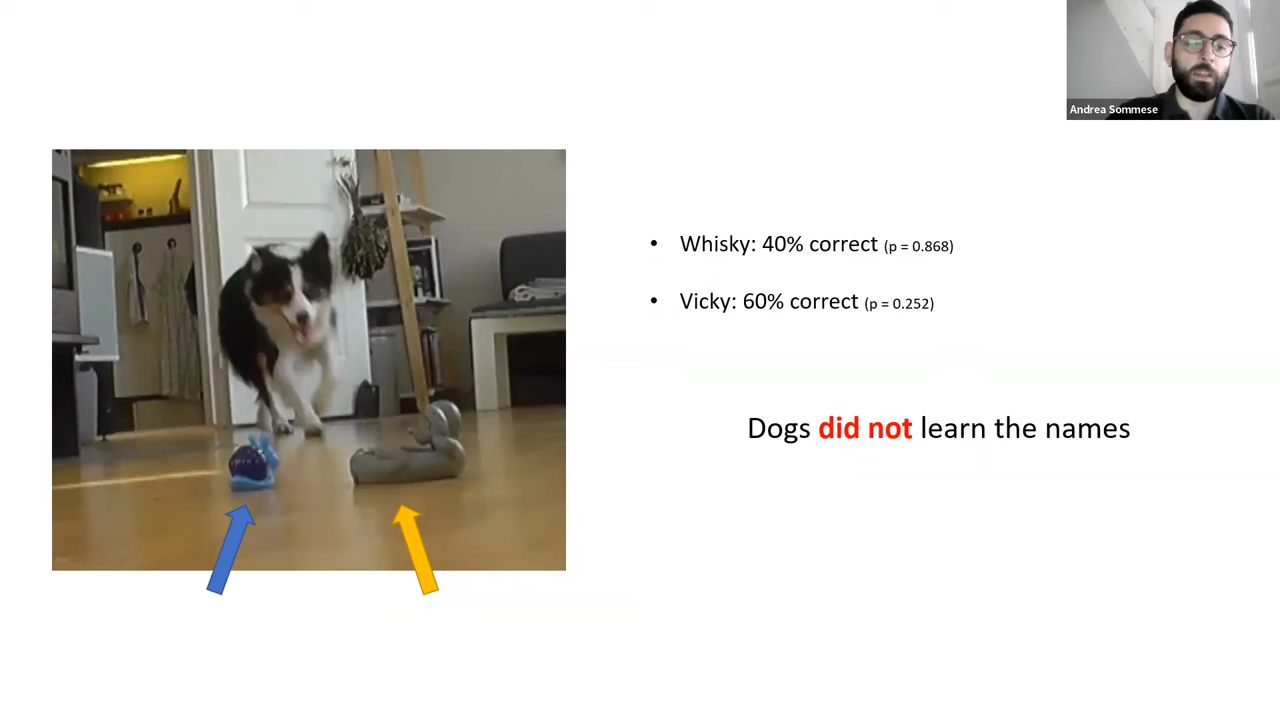 Andrea Sommese
• Whisky: 40% correct (p = 0.868)
• Vicky: 60% correct (p = 0.252)
Dogs did not learn the names